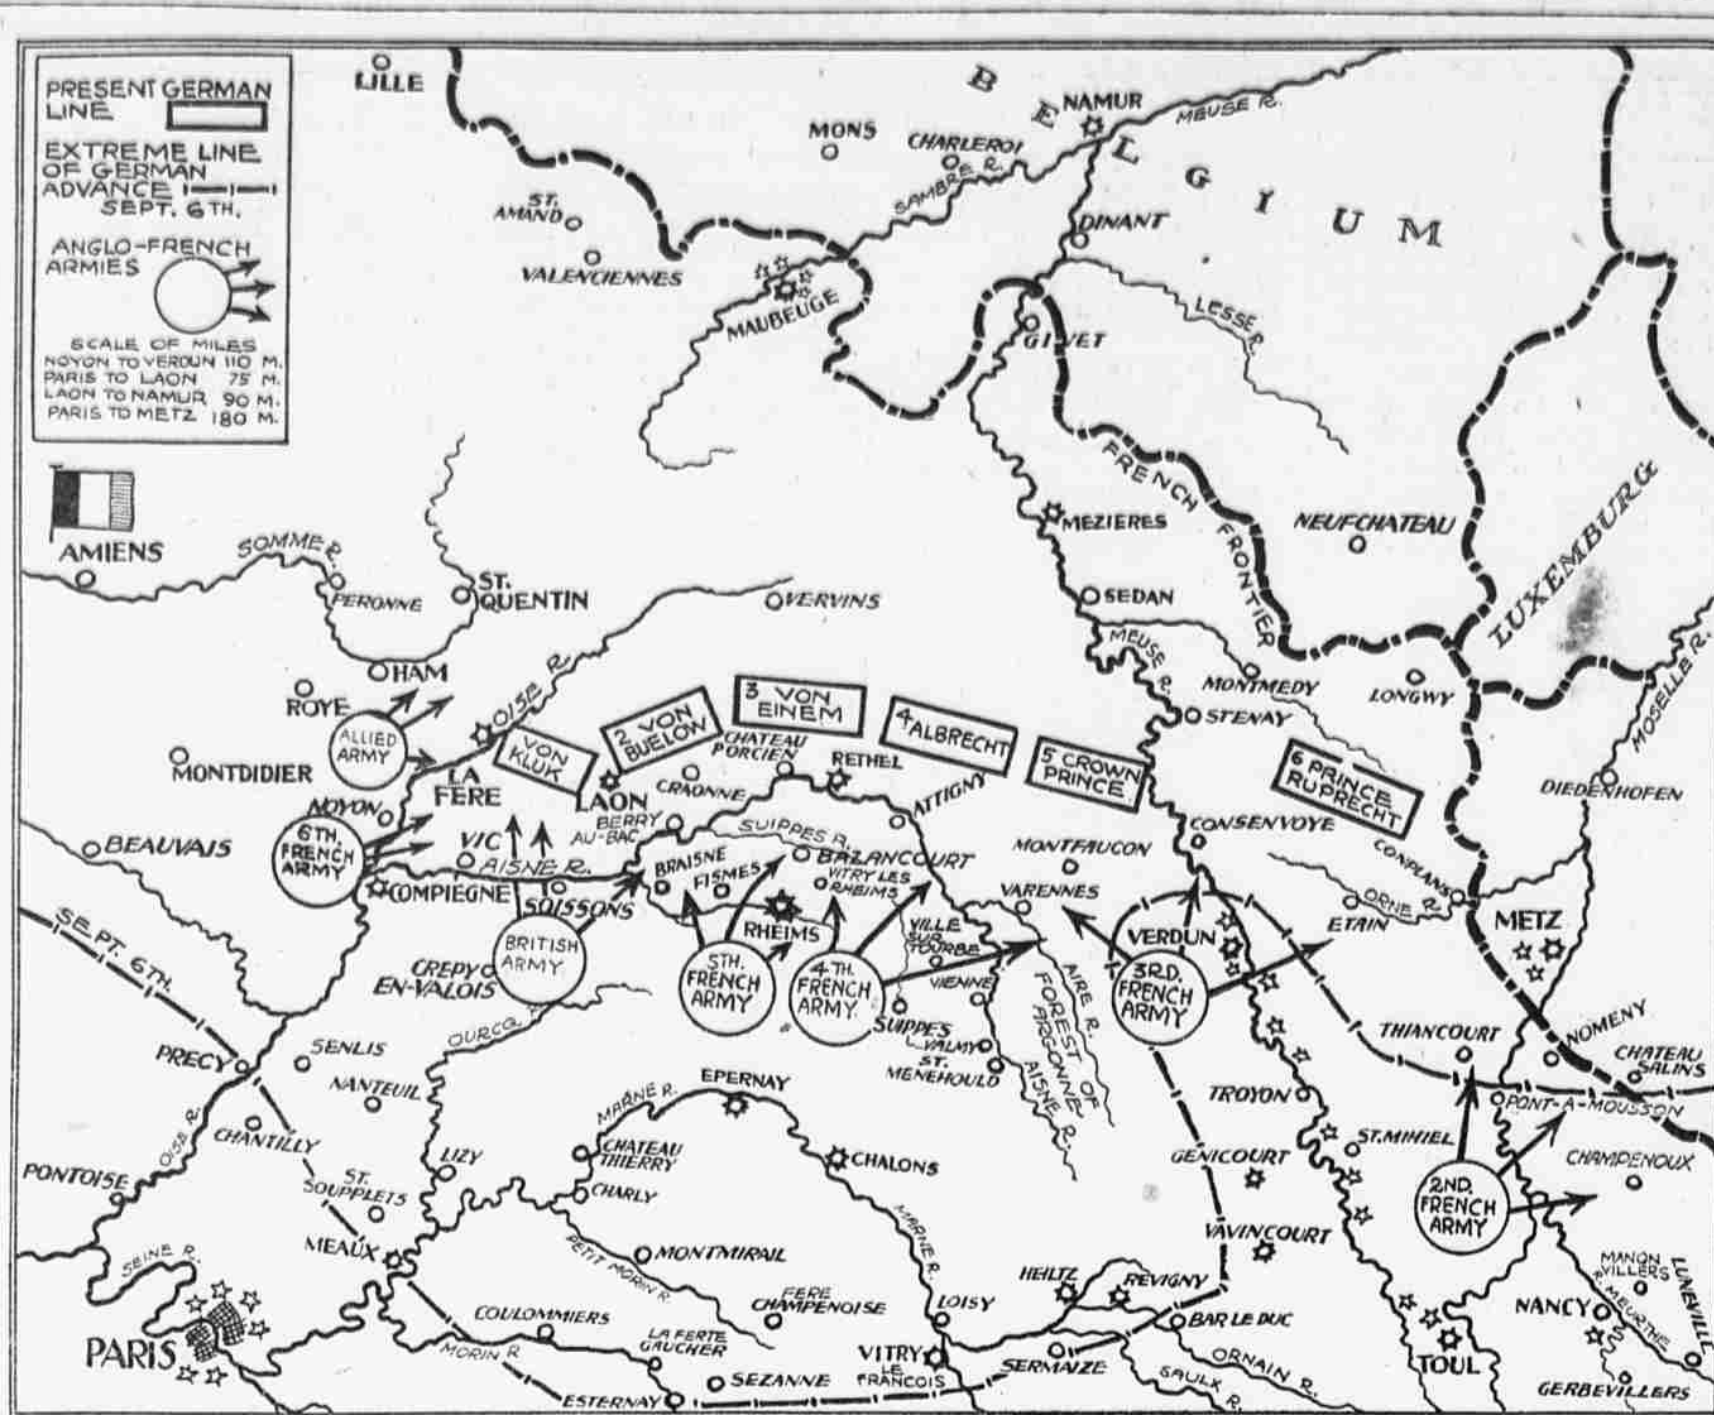 PRESENT GERMAN
LINE
EXTREME LINE
OF GERMAN
ADVANCE
SEPT. 6TH.
ANGLO-FRENCH
ARMIES
SCALE OF MILES
NOYON TO VERDUN 110 M.
PARIS TO LAON 75 M.
LAON TO NAMUR 90 M.
PARIS TO METZ 180 M.
LILLE
BELGIUM
NAMUR
MEUSE R.
MONS
CHARLEROI
SAMBRE R.
ST.
AMAND
VALENCIENNES
DINANT
MAUBEUGE
LESSE R.
GIVET
FRENCH FRONTIER
MEZIERES
NEUFCHATEAU
LUXEMBURG
AMIENS
SOMME R.
PERONNE
ST.
QUENTIN
VERVINS
SEDAN
MEUSE R.
HAM
OISE R.
MONTMEDY
LONGWY
MOSELLE R.
ROYE
ALLIED
ARMY
STENAY
VON
KLUK
2 VON
BUELOW
3 VON
EINEM
4 ALBRECHT
5 CROWN
PRINCE
6 PRINCE
RUPRECHT
MONTDIDIER
LA
FERE
CHATEAU
PORCIEN
RETHEL
DIEDENHOFEN
NOYON
LAON
CRAONNE
ATTIGNY
BERRY
AU-BAC
SUIPPES R.
CONSENVOYE
BEAUVAIS
6TH.
FRENCH
ARMY
VIC
AISNE R.
BRAISNE
FISMES
BAZANCOURT
VITRY LES
RHEIMS
MONTFAUCON
CONPLANS
COMPIEGNE
SOISSONS
VARENNES
ORNE R.
ETAIN
METZ
SEPT. 6TH.
BRITISH
ARMY
RHEIMS
VILLE
SUR
TOURBE
VERDUN
CREPY
EN-VALOIS
5TH.
FRENCH
ARMY
4TH.
FRENCH
ARMY
VIENNE
AIRE R.
FOREST OF
ARGONNE
3RD.
FRENCH
ARMY
OURCQ R.
SUIPPES
VALMY
ST.
MENEHOULD
AISNE R.
THIANCOURT
NOMENY
CHATEAU
SALINS
PRECY
SENLIS
NANTEUIL
EPERNAY
MARNE R.
TROYON
PONT-A-MOUSSON
OISE R.
CHANTILLY
CHATEAU
THIERRY
CHALONS
ST. MIHIEL
GENICOURT
CHAMPENOUX
PONTOISE
ST.
SOUPPLETS
LIZY
CHARLY
2ND.
FRENCH
ARMY
MEAUX
PETIT MORIN R.
MONTMIRAIL
MARNE R.
VAVINCOURT
SEINE R.
HEILTZ
REVIGNY
MANON
VILLERS
LUNEVILLE
COULOMMIERS
FERE
CHAMPENOISE
LOISY
BAR LE DUC
NANCY
MEURTHE R.
PARIS
MORIN R.
LA FERTE
GAUCHER
VITRY
LE
FRANCOIS
SERMAIZE
ORNAIN R.
TOUL
SEZANNE
SAULX R.
GERBEVILLERS
ESTERNAY